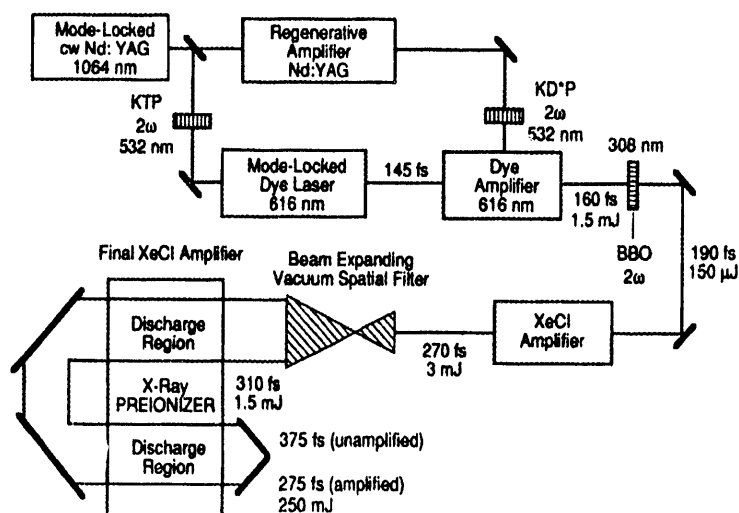 Mode-Locked
cw Nd: YAG
1064 nm
Regenerative
Amplifier
Nd:YAG
KTP
2ω
532 nm
KD*P
2ω
532 nm
Mode-Locked
Dye Laser
616 nm
145 fs
Dye
Amplifier
616 nm
308 nm
160 fs
1.5 mJ
BBO
2ω
190 fs
150 μJ
Final XeCl Amplifier
Beam Expanding
Vacuum Spatial Filter
Discharge
Region
XeCl
Amplifier
270 fs
3 mJ
X-Ray
PREIONIZER
310 fs
1.5 mJ
Discharge
Region
375 fs (unamplified)
275 fs (amplified)
250 mJ